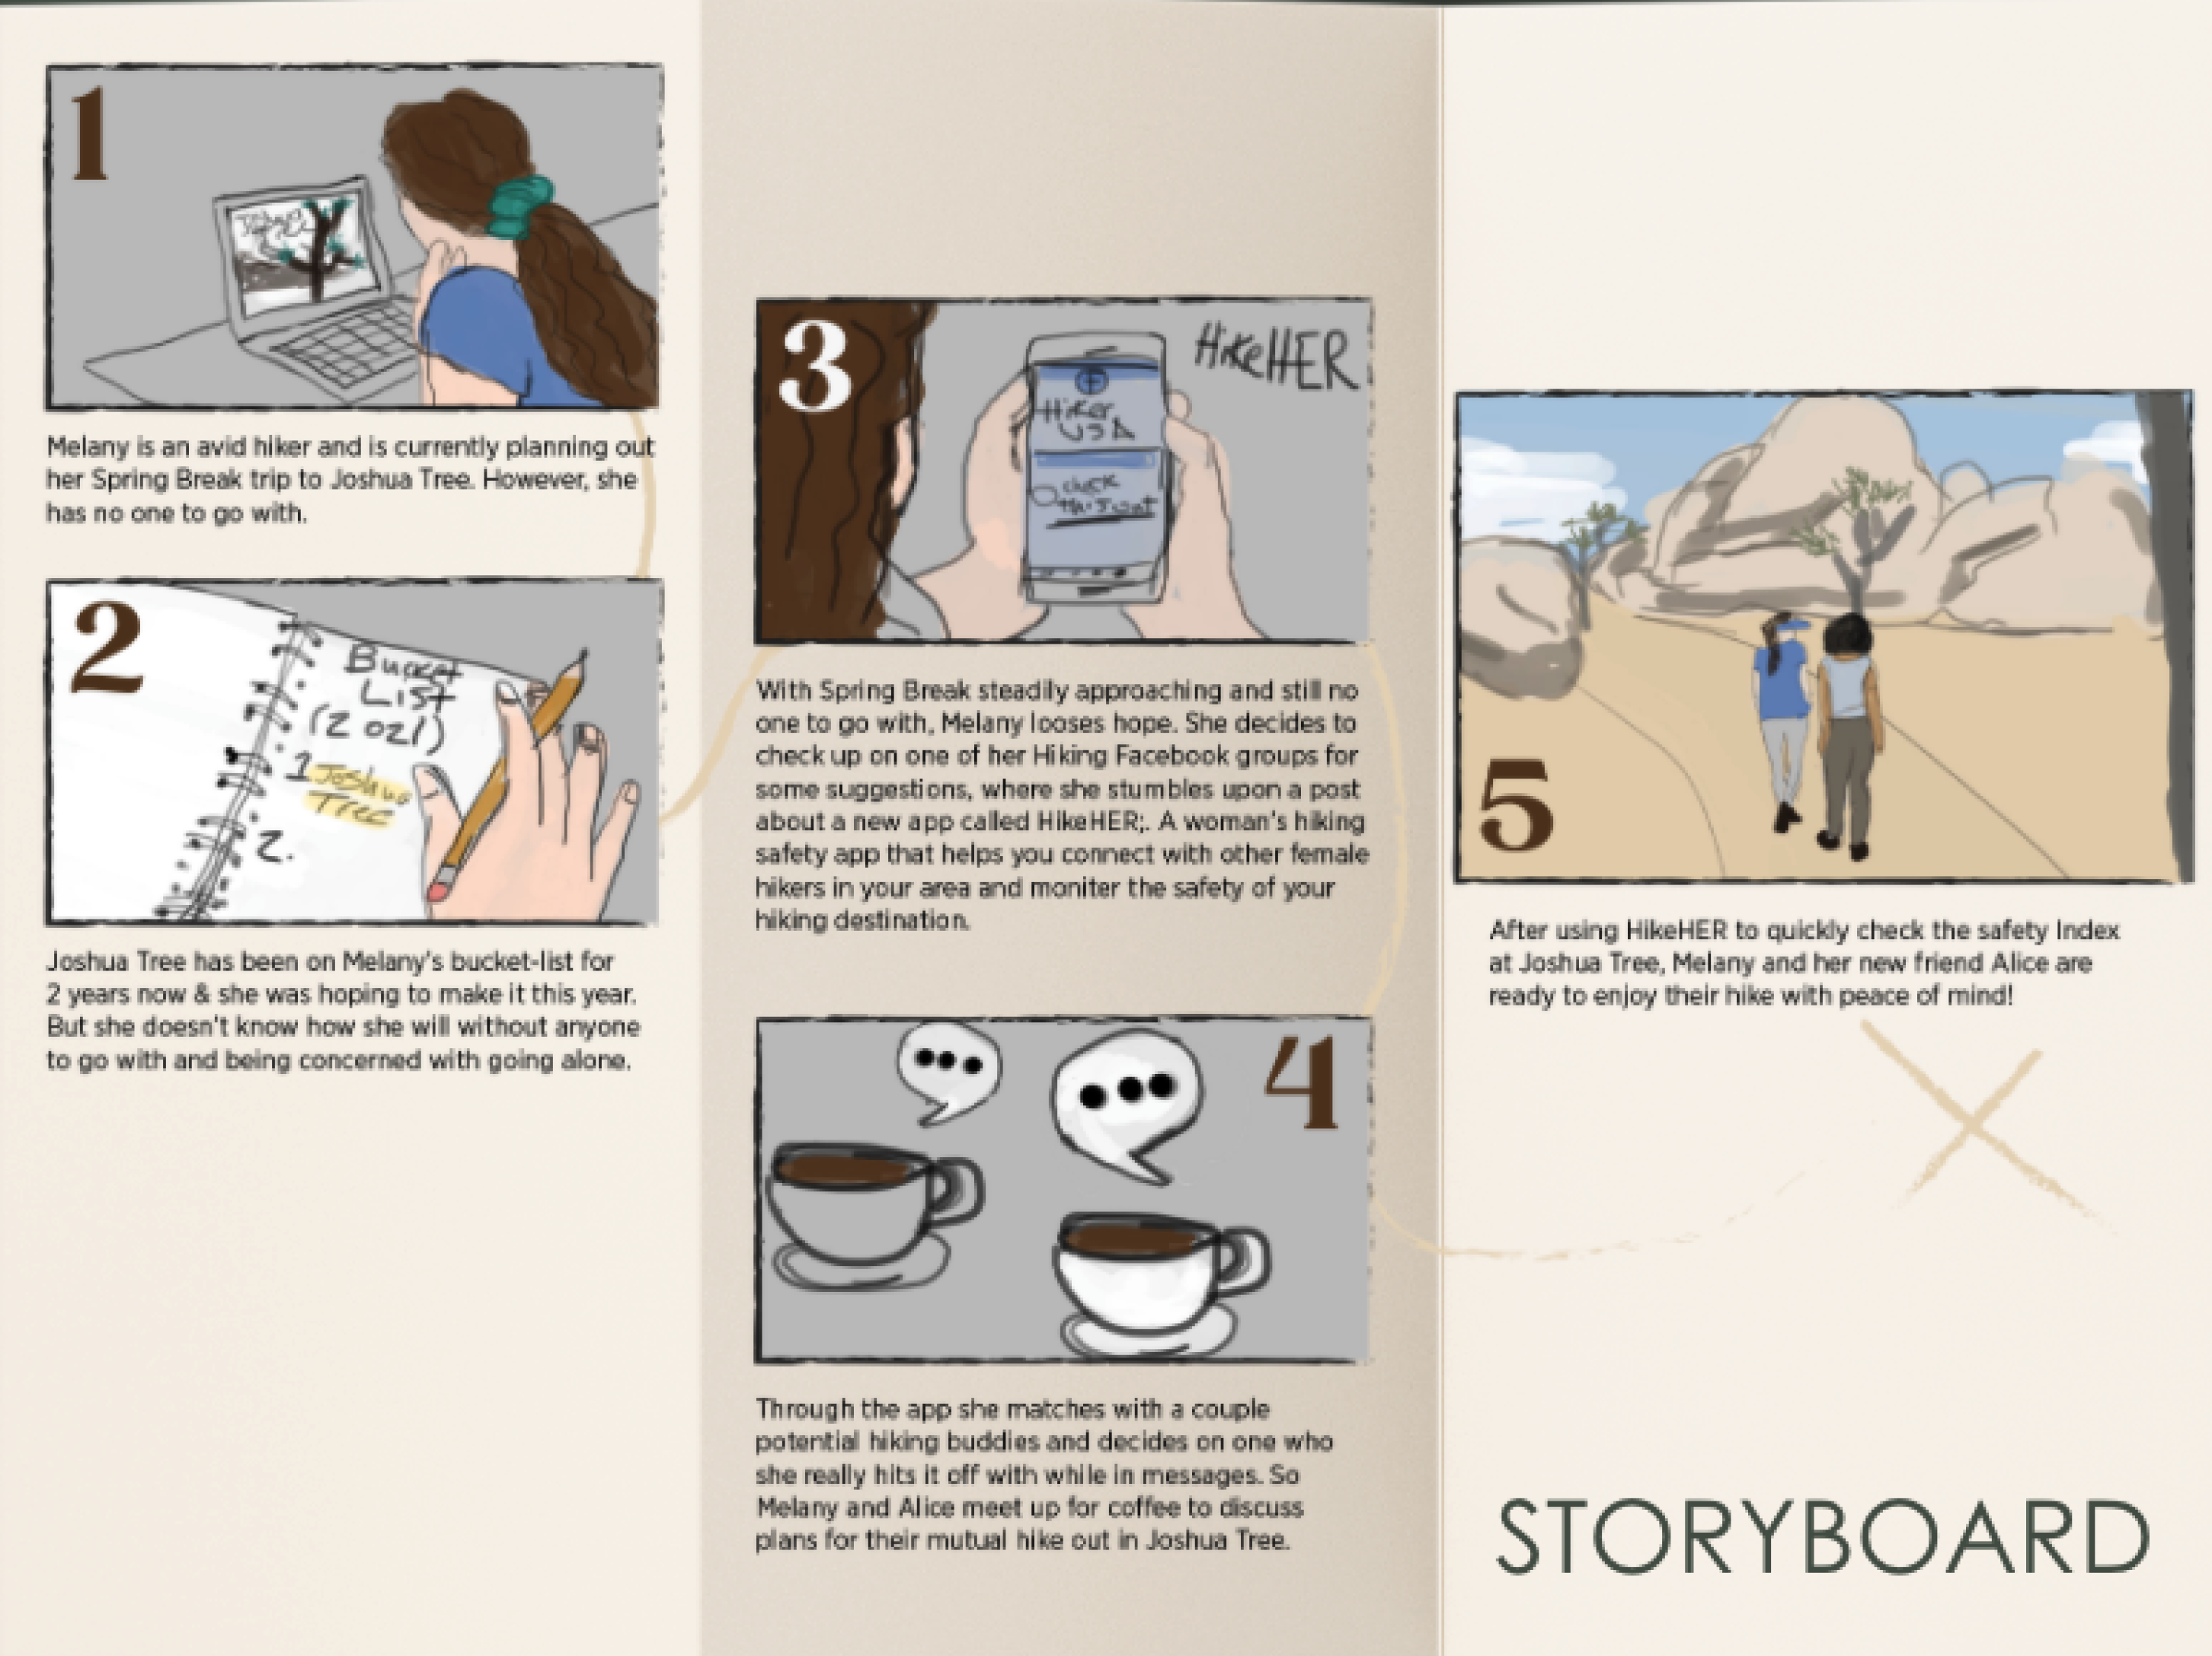 1
Joshua
Tree
Melany is an avid hiker and is currently planning out
her Spring Break trip to Joshua Tree. However, she
has no one to go with.
2
Bucket
List
(2021)
1 Joshua
Tree
2.
Joshua Tree has been on Melany's bucket-list for
2 years now & she was hoping to make it this year.
But she doesn't know how she will without anyone
to go with and being concerned with going alone.
3
HikeHER
Hiker
USA
check
this out
With Spring Break steadily approaching and still no
one to go with, Melany looses hope. She decides to
check up on one of her Hiking Facebook groups for
some suggestions, where she stumbles upon a post
about a new app called HikeHER;. A woman's hiking
safety app that helps you connect with other female
hikers in your area and moniter the safety of your
hiking destination.
4
Through the app she matches with a couple
potential hiking buddies and decides on one who
she really hits it off with while in messages. So
Melany and Alice meet up for coffee to discuss
plans for their mutual hike out in Joshua Tree.
5
After using HikeHER to quickly check the safety Index
at Joshua Tree, Melany and her new friend Alice are
ready to enjoy their hike with peace of mind!
STORYBOARD